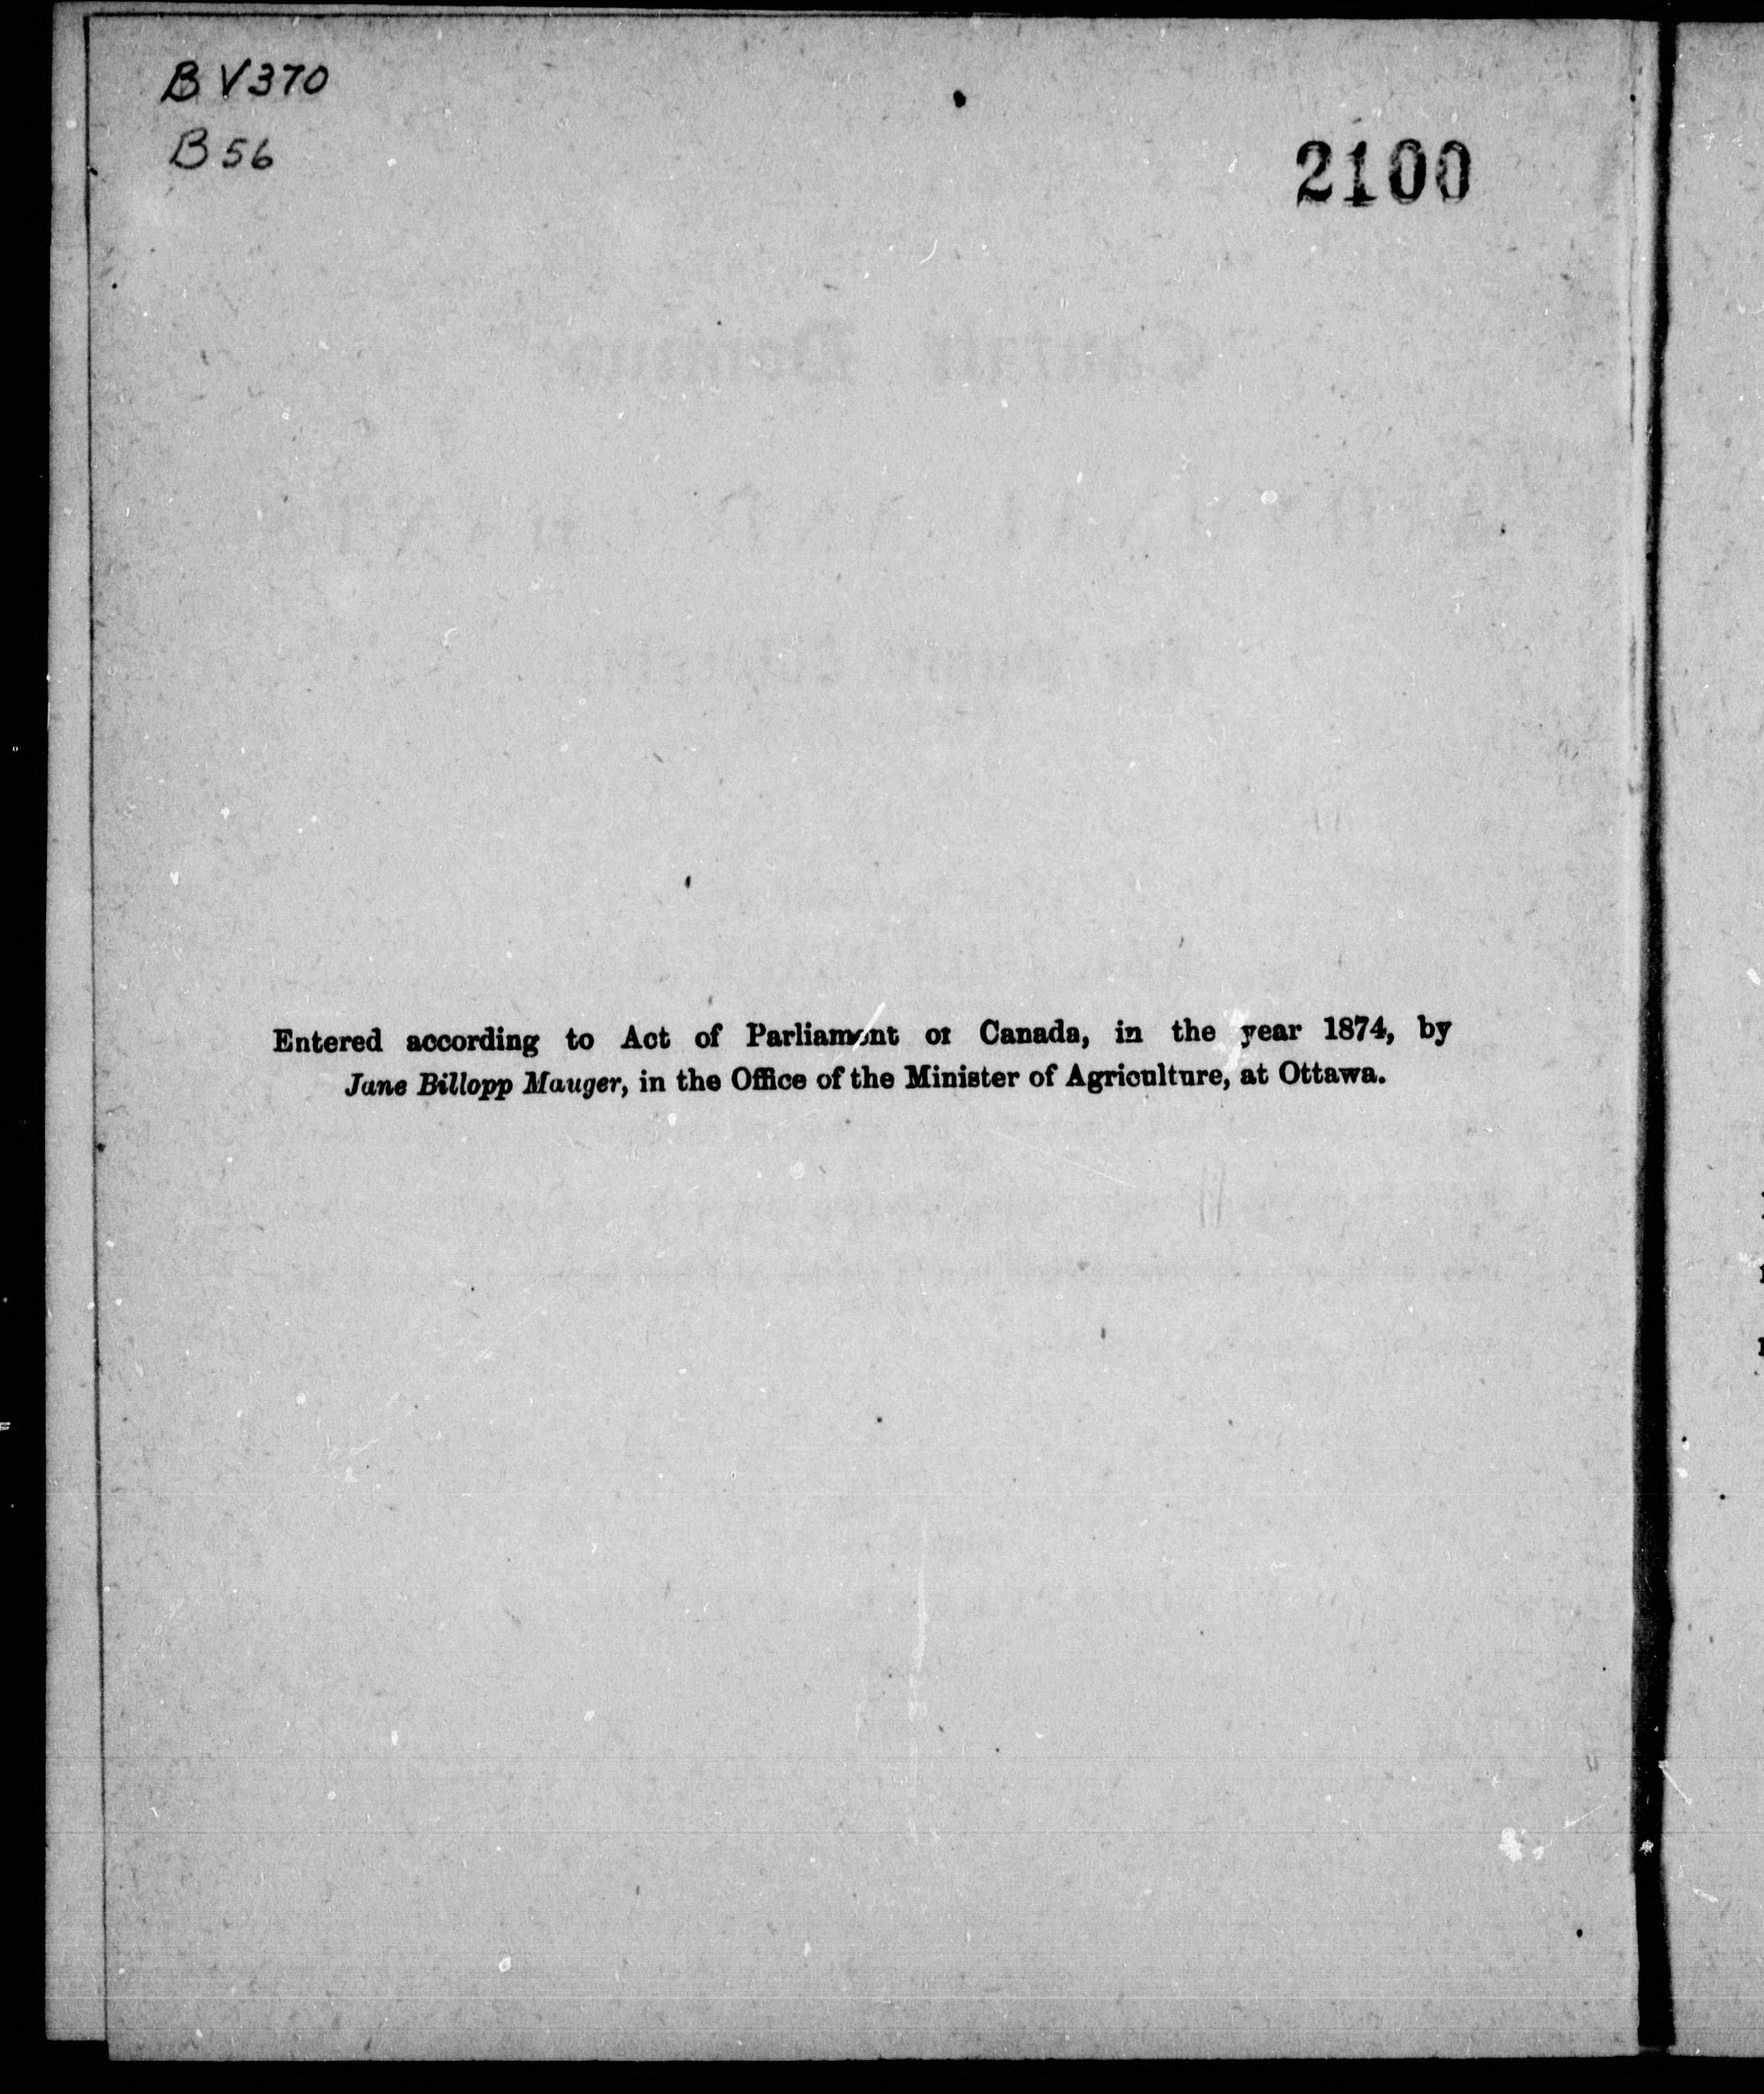 BV370
B56
2100
Entered according to Act of Parliament of Canada, in the year 1874, by
Jane Billopp Mauger, in the Office of the Minister of Agriculture, at Ottawa.